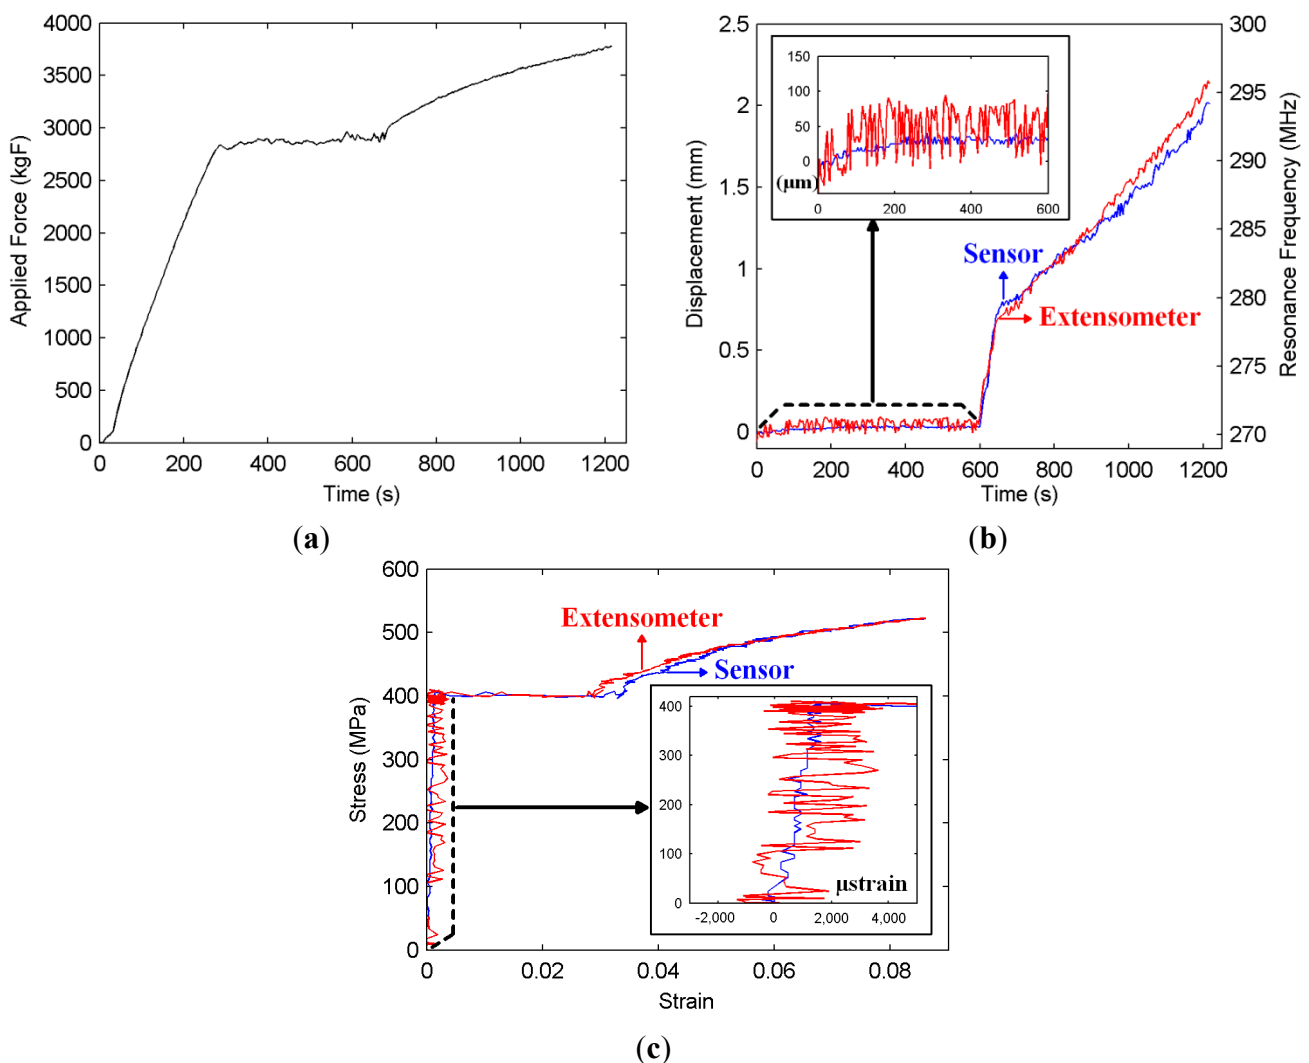 4000
3500
3000
2500
2000
1500
1000
500
0
Applied Force (kgF)
0 200 400 600 800 1000 1200
Time (s)
(a)
2.5
2
1.5
1
0.5
0
Displacement (mm)
300
295
290
285
280
275
270
Resonance Frequency (MHz)
150
100
50
0
(μm)
0 200 400 600
Sensor
Extensometer
0 200 400 600 800 1000 1200
Time (s)
(b)
600
500
400
300
200
100
0
Stress (MPa)
Extensometer
Sensor
400
300
200
100
0
μstrain
-2,000 0 2,000 4,000
0 0.02 0.04 0.06 0.08
Strain
(c)